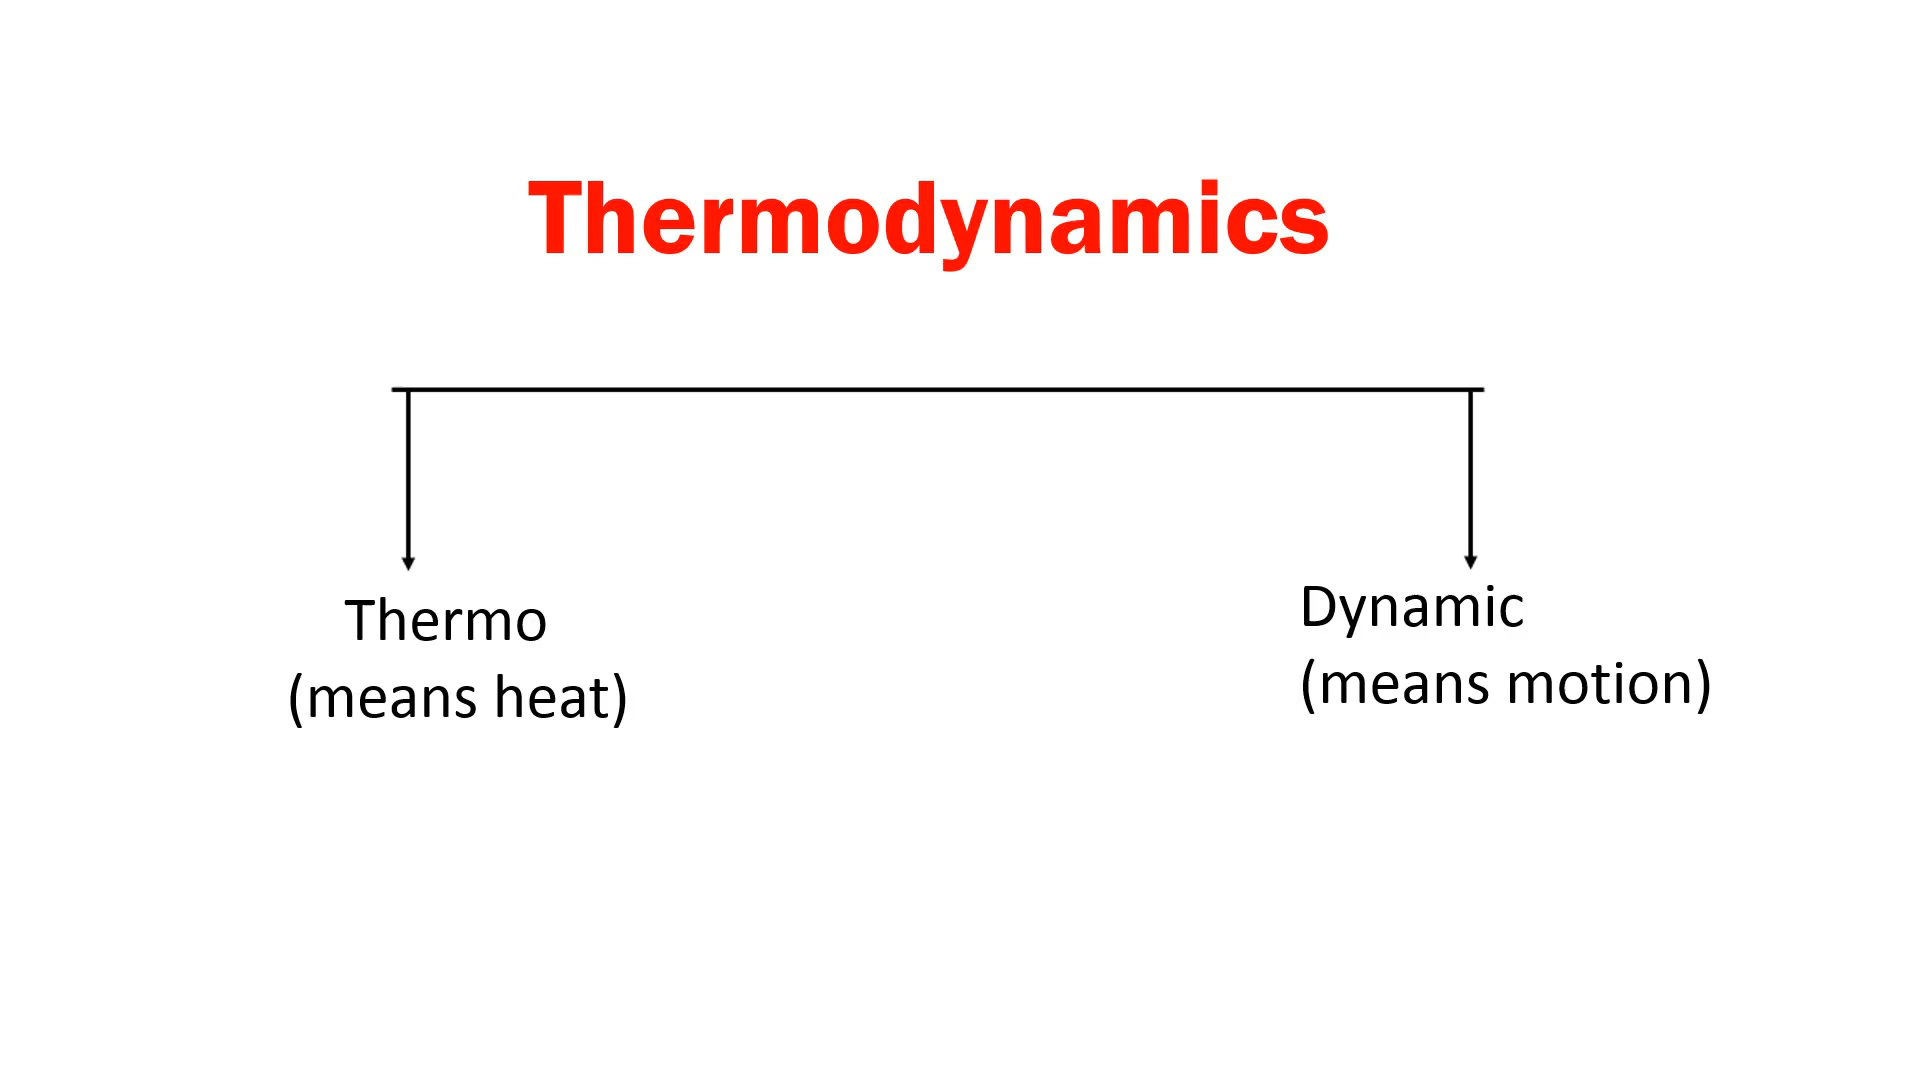 Thermodynamics
Thermo
(means heat)
Dynamic
(means motion)